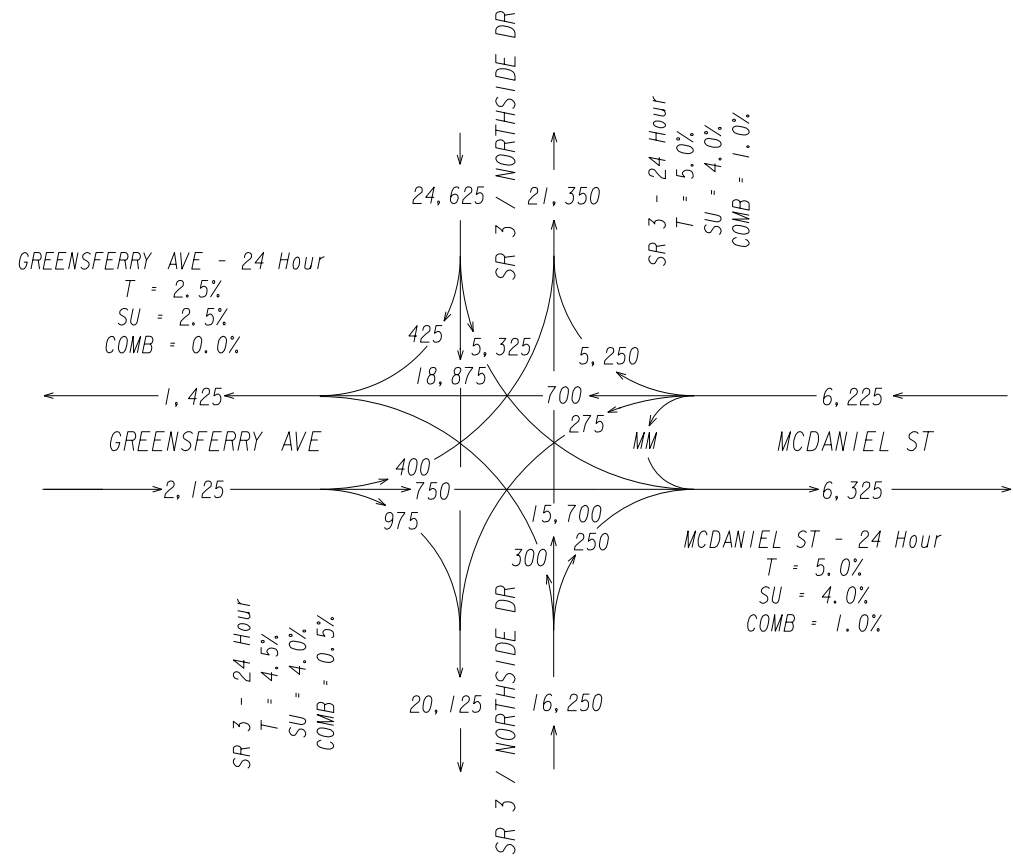 SR 3 / NORTHSIDE DR
SR 3 - 24 Hour
T = 5.0%
SU = 4.0%
COMB = 1.0%
24,625
21,350
GREENSFERRY AVE - 24 Hour
T = 2.5%
SU = 2.5%
COMB = 0.0%
425
5,325
5,250
18,875
1,425
700
6,225
275
GREENSFERRY AVE
MM
MCDANIEL ST
400
2,125
750
6,325
975
15,700
250
300
MCDANIEL ST - 24 Hour
T = 5.0%
SU = 4.0%
COMB = 1.0%
SR 3 - 24 Hour
T = 4.5%
SU = 4.0%
COMB = 0.5%
20,125
16,250
SR 3 / NORTHSIDE DR